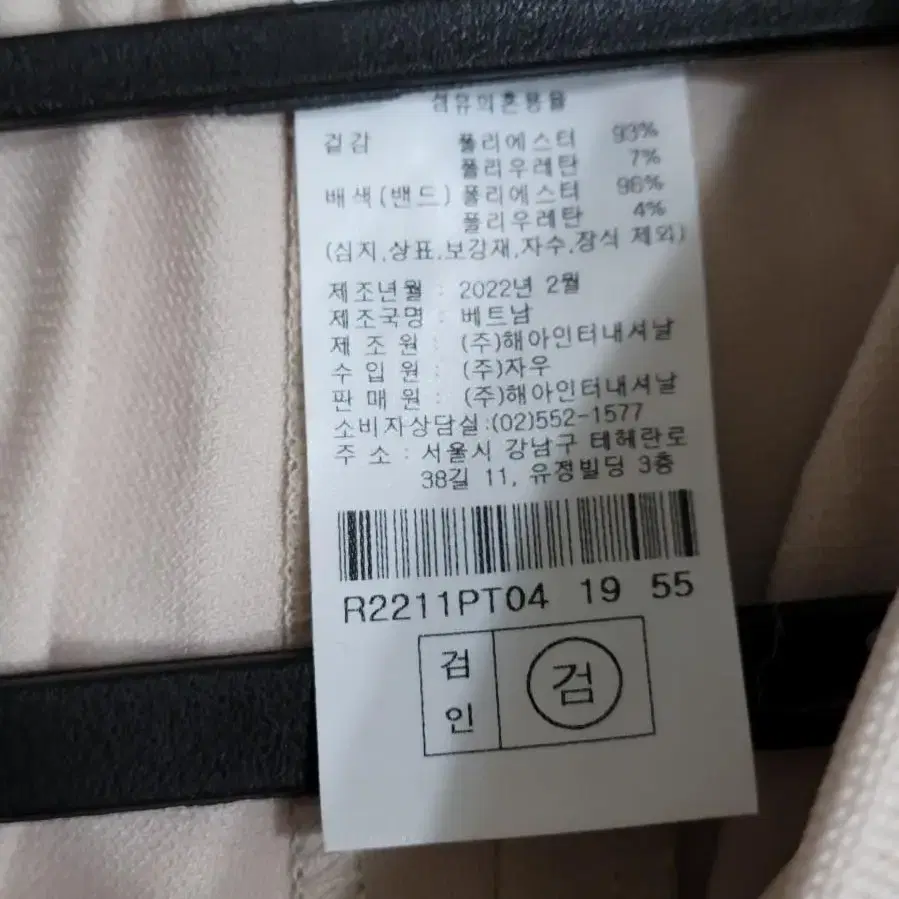 섬유의혼용율
겉감 폴리에스터 93%
폴리우레탄 7%
배색(밴드) 폴리에스터 96%
폴리우레탄 4%
(심지,상표,보강재,자수,장식 제외)
제조년월 : 2022년 2월
제조국명 : 베트남
제 조 원 : (주)해아인터내셔날
수 입 원 : (주)자우
판 매 원 : (주)해아인터내셔날
소비자상담실:(02)552-1577
주 소 : 서울시 강남구 테헤란로
38길 11, 유정빌딩 3층
R2211PT04 19 55
검인 검